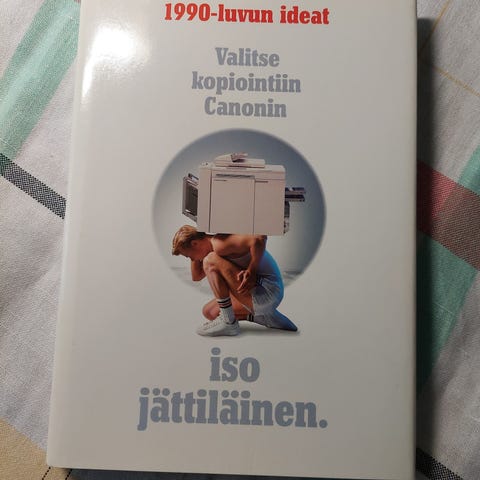 1990-luvun ideat
Valitse
kopiointiin
Canonin
iso
jättiläinen.